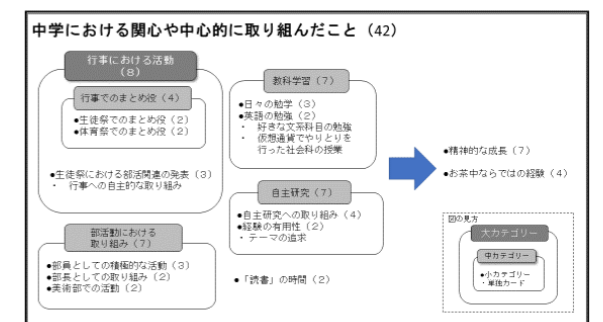 中学における関心や中心的に取り組んだこと（42）
行事における活動
（8）
行事でのまとめ役（4）
●生徒祭でのまとめ役（2）
●体育祭でのまとめ役（2）
●生徒祭における部活関連の発表（3）
・ 行事への自主的な取り組み
部活動における
取り組み（7）
●部員としての積極的な活動（3）
●部長としての取り組み（2）
●美術部での活動（2）
教科学習（7）
●日々の勉学（3）
●英語の勉強（2）
・ 好きな文系科目の勉強
・ 仮想通貨でやりとりを
行った社会科の授業
自主研究（7）
●自主研究への取り組み（4）
●経験の有用性（2）
・テーマの追求
●「読書」の時間（2）
●精神的な成長（7）
●お茶中ならではの経験（4）
図の見方
大カテゴリー
中カテゴリー
●小カテゴリー
・単独カード